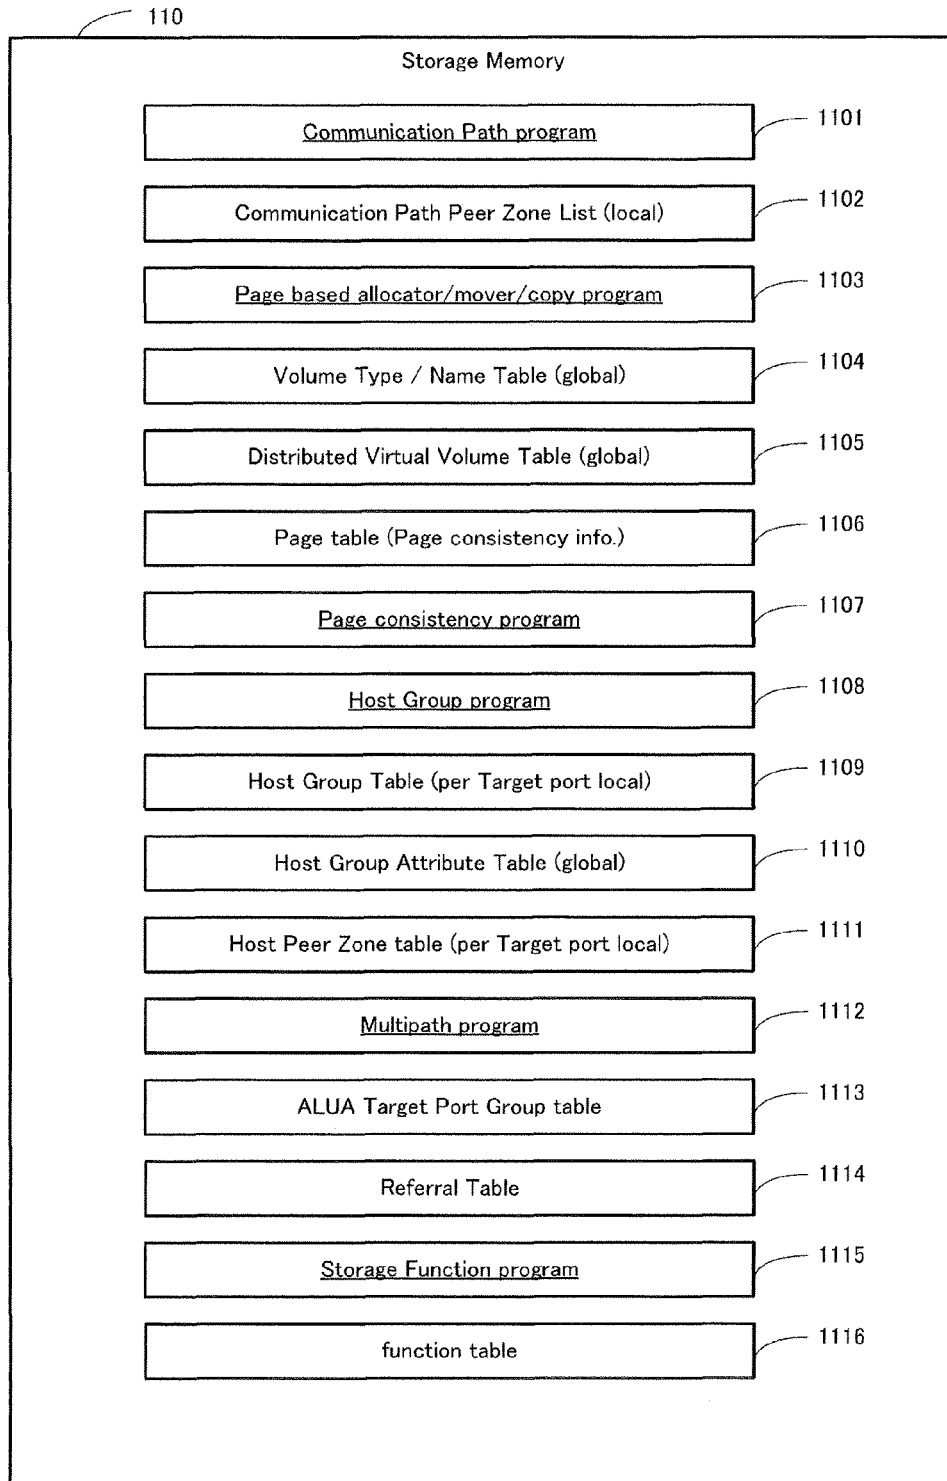 110
Storage Memory
Communication Path program 1101
Communication Path Peer Zone List (local) 1102
Page based allocator/mover/copy program 1103
Volume Type / Name Table (global) 1104
Distributed Virtual Volume Table (global) 1105
Page table (Page consistency info.) 1106
Page consistency program 1107
Host Group program 1108
Host Group Table (per Target port local) 1109
Host Group Attribute Table (global) 1110
Host Peer Zone table (per Target port local) 1111
Multipath program 1112
ALUA Target Port Group table 1113
Referral Table 1114
Storage Function program 1115
function table 1116